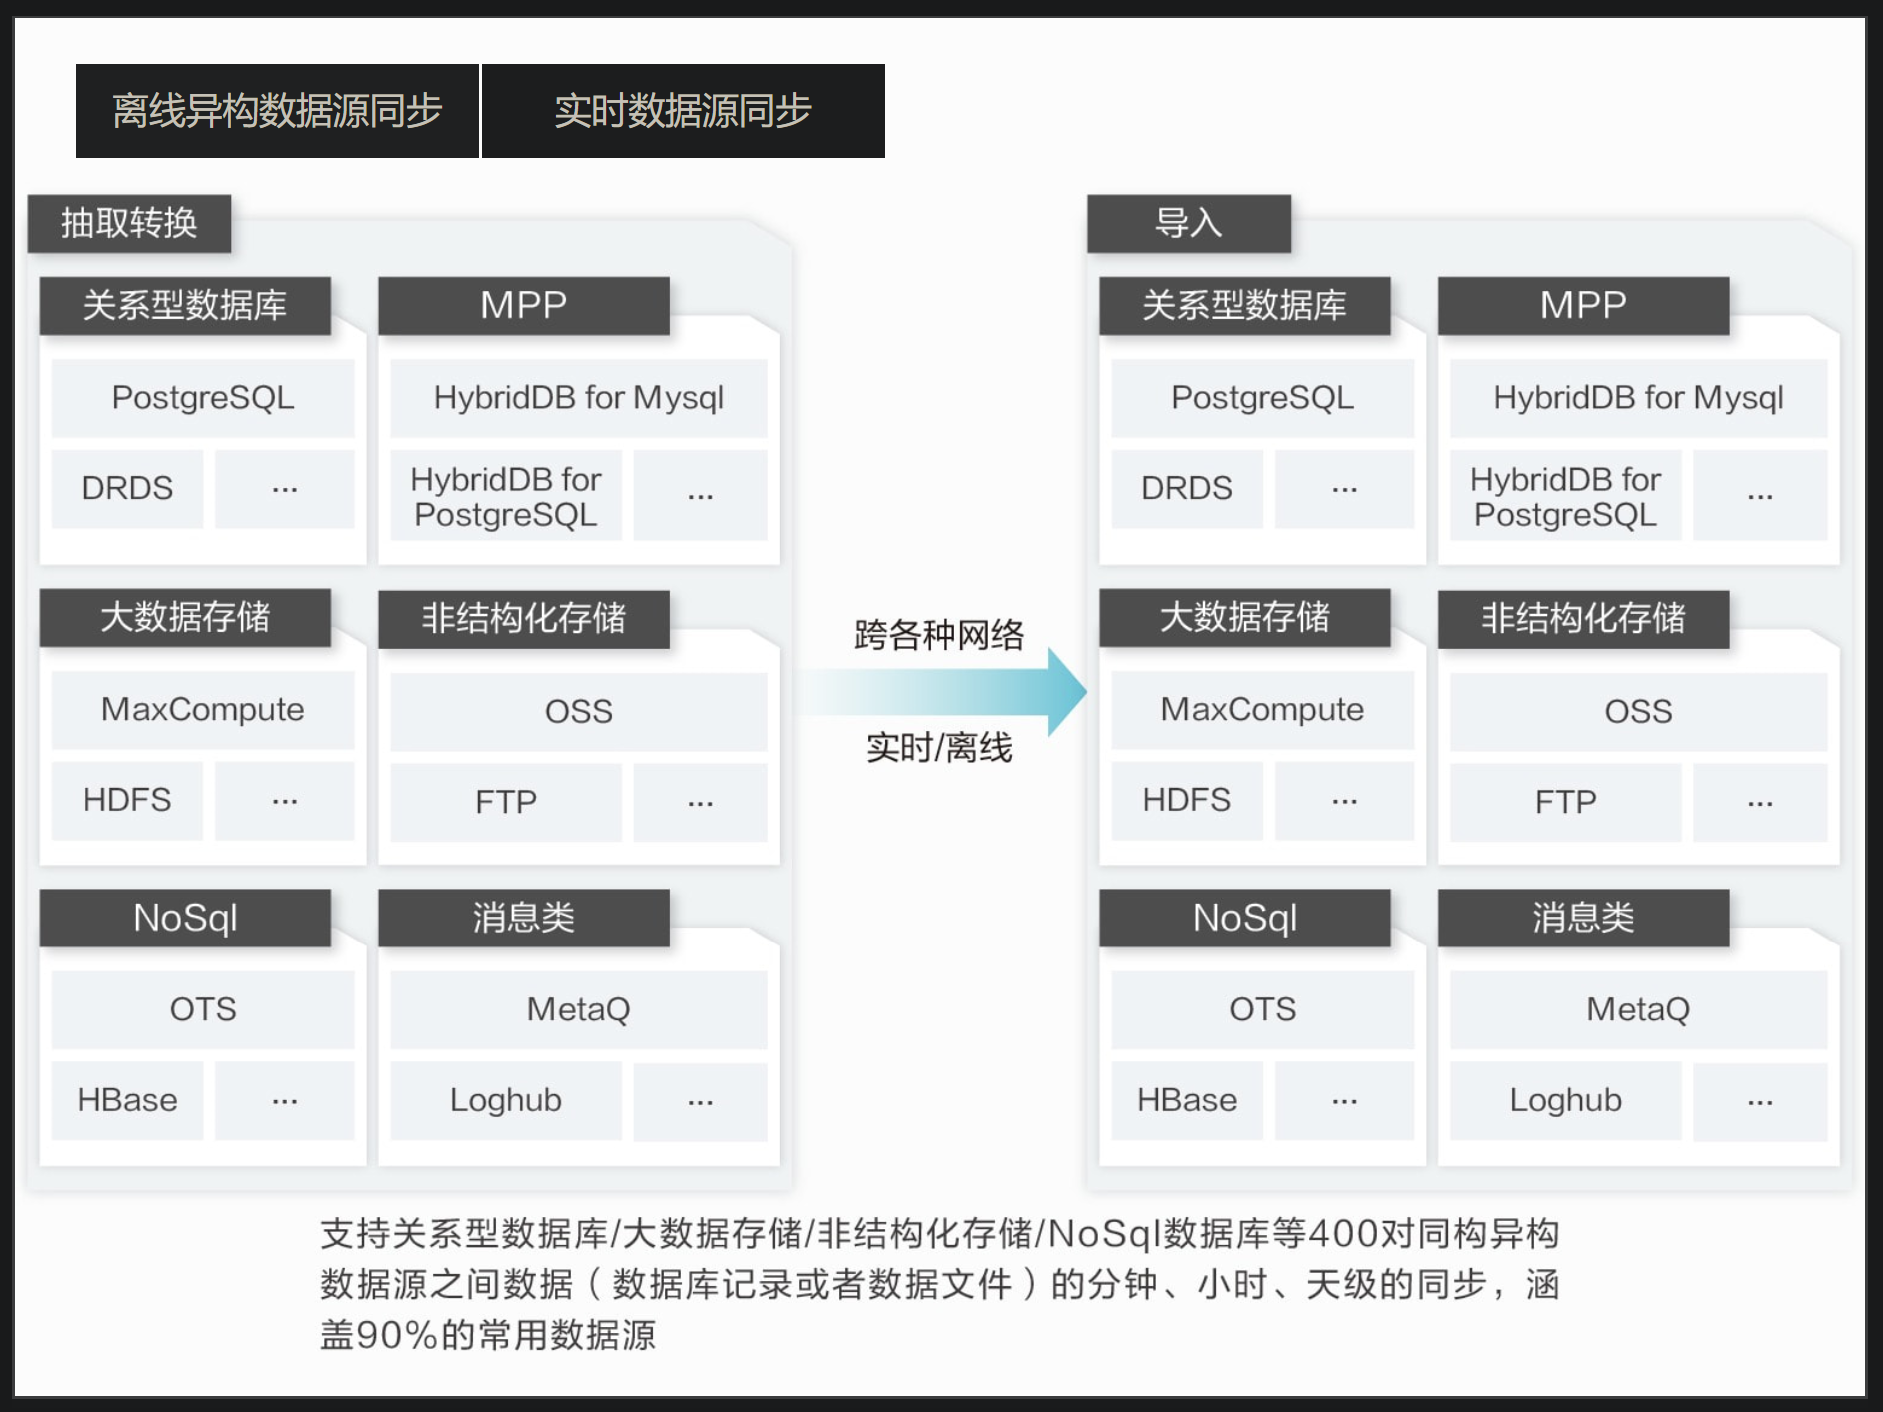 离线异构数据源同步
实时数据源同步
抽取转换
关系型数据库
MPP
PostgreSQL
HybridDB for Mysql
DRDS
...
HybridDB for
PostgreSQL
...
大数据存储
非结构化存储
MaxCompute
OSS
HDFS
...
FTP
...
NoSql
消息类
OTS
MetaQ
HBase
...
Loghub
...
跨各种网络
实时/离线
导入
关系型数据库
MPP
PostgreSQL
HybridDB for Mysql
DRDS
...
HybridDB for
PostgreSQL
...
大数据存储
非结构化存储
MaxCompute
OSS
HDFS
...
FTP
...
NoSql
消息类
OTS
MetaQ
HBase
...
Loghub
...
支持关系型数据库/大数据存储/非结构化存储/NoSql数据库等400对同构异构
数据源之间数据（数据库记录或者数据文件）的分钟、小时、天级的同步，涵
盖90%的常用数据源